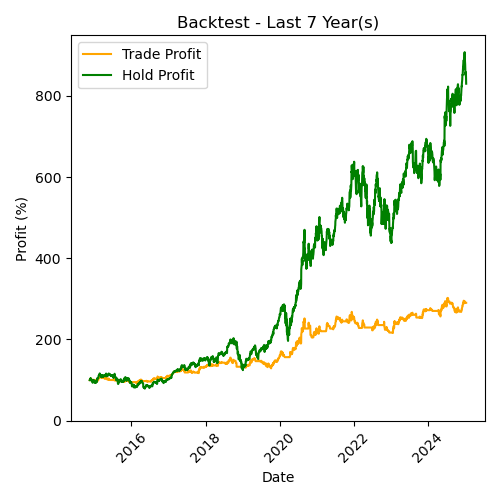 Backtest - Last 7 Year(s)
Trade Profit
Hold Profit
Profit (%)
800
600
400
200
0
2016
2018
2020
2022
2024
Date